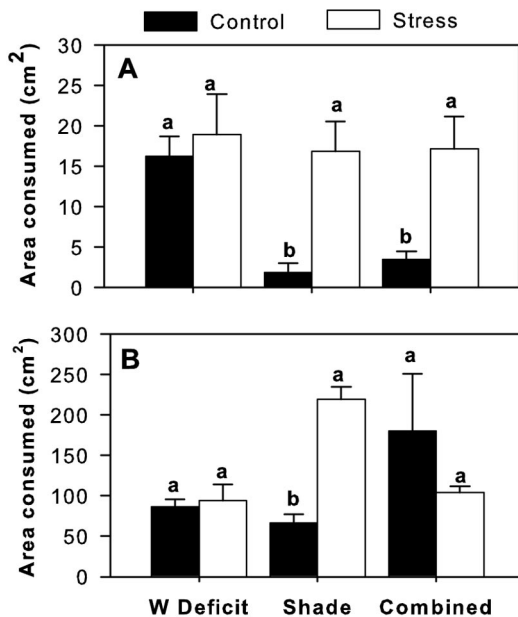 Control Stress
A
Area consumed (cm²)
30
25
20
15
10
5
0
a a a a
b b
B
Area consumed (cm²)
300
250
200
150
100
50
0
a a b a a a
W Deficit Shade Combined